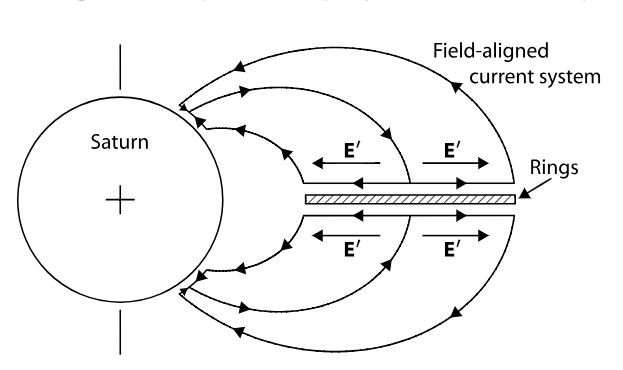 Field-aligned
current system
Saturn
E′
E′
Rings
E′
E′